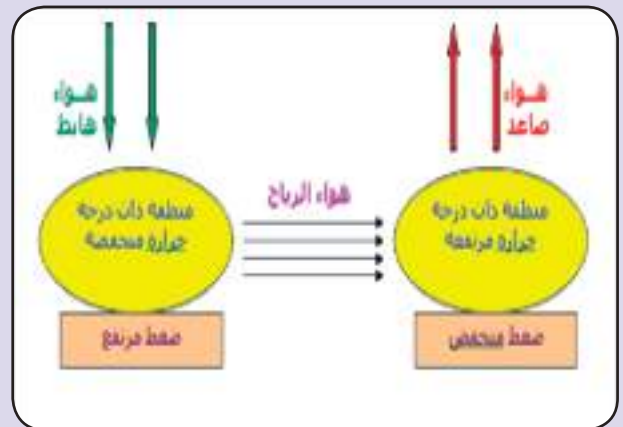 هواء
صاعد
هواء
هابط
هواء الرياح
منطقة ذات درجة
حرارة مرتفعة
منطقة ذات درجة
حرارة منخفضة
ضغط منخفض
ضغط مرتفع